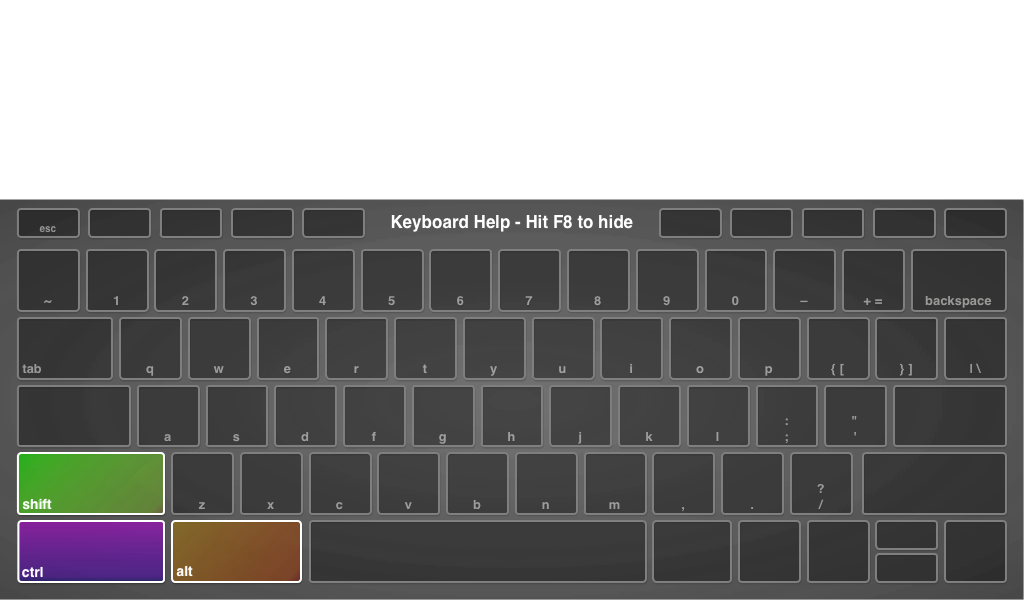 Keyboard Help - Hit F8 to hide
esc
~ 1 2 3 4 5 6 7 8 9 0 – + = backspace
tab q w e r t y u i o p { [ } ] | \
: "
a s d f g h j k l ; '
?
shift z x c v b n m , . /
ctrl alt